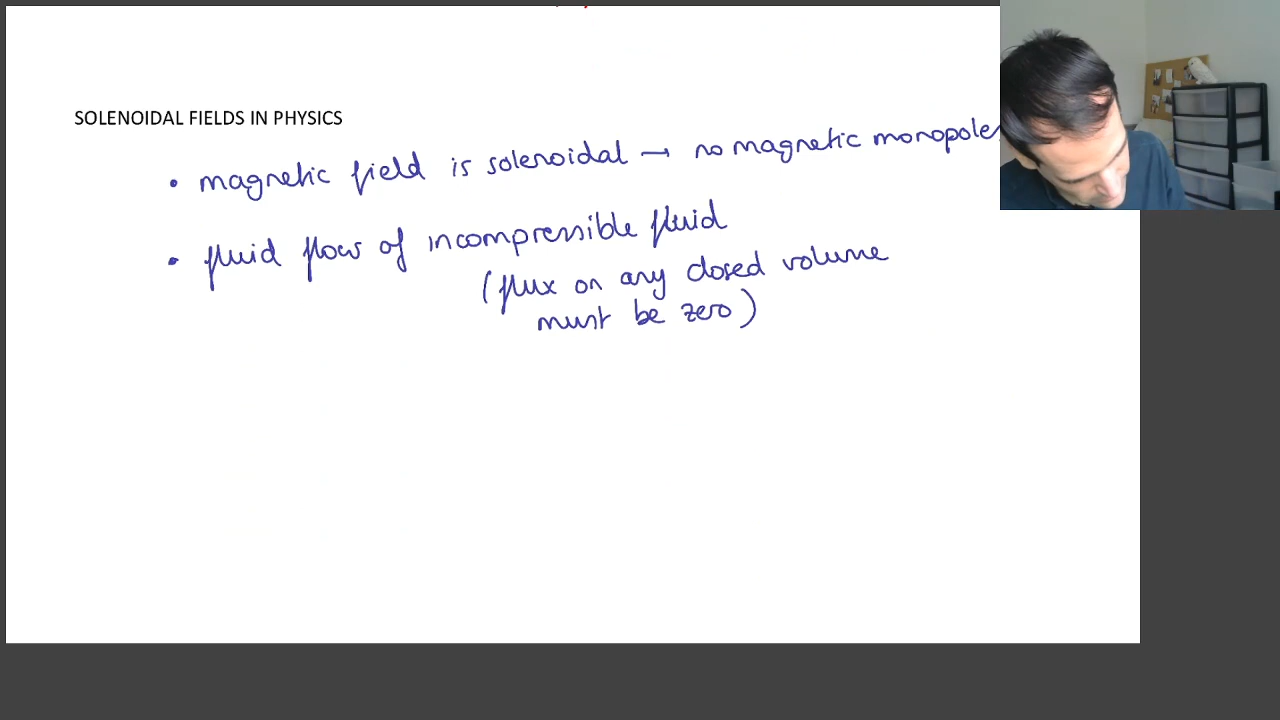 SOLENOIDAL FIELDS IN PHYSICS
• magnetic field is solenoidal → no magnetic monopoles
• fluid flow of incompressible fluid
(flux on any closed volume
must be zero)